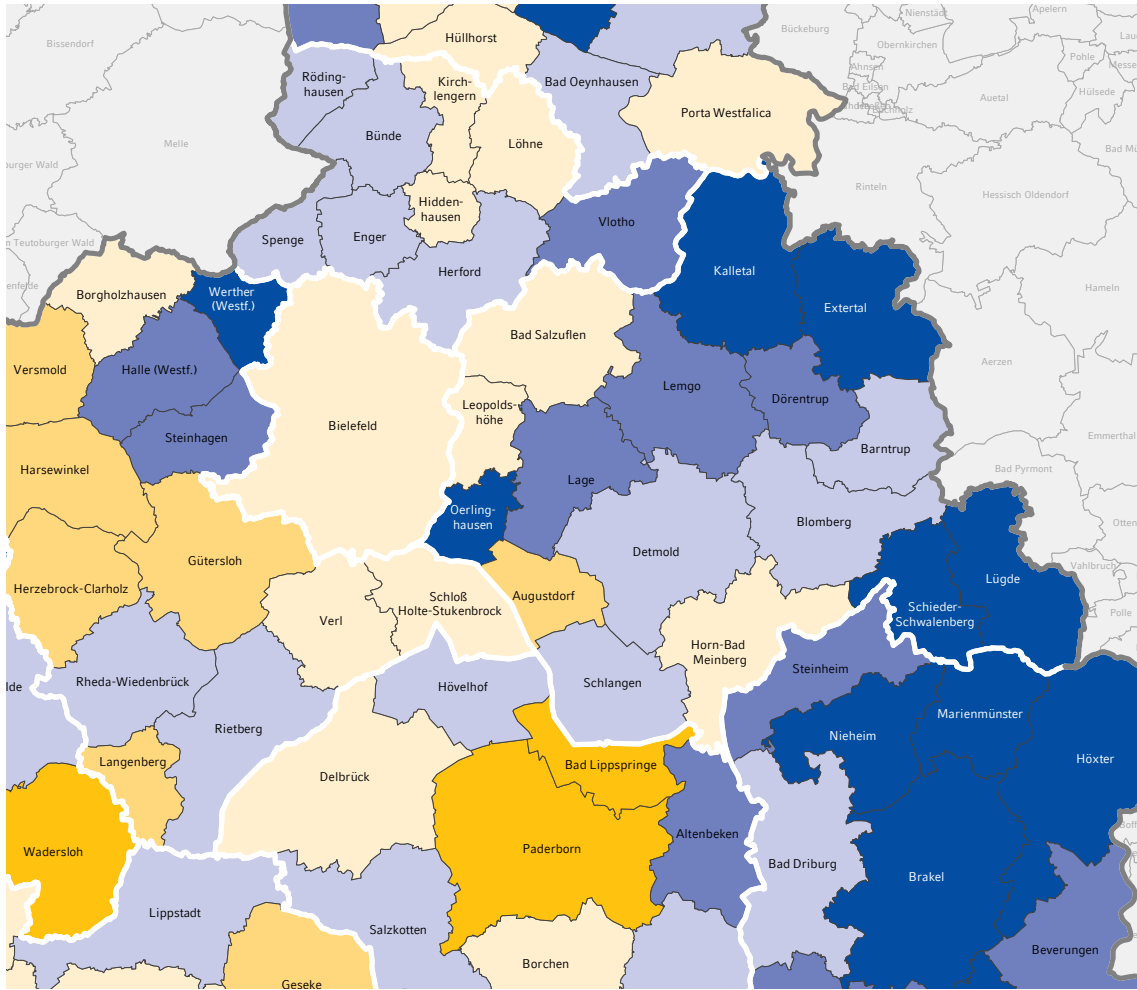 Apelern
Nienstädt
Bückeburg
Hüllhorst
Bissendorf
Obernkirchen
Pohle
Ahnsen
Röding-
hausen
Kirch-
lengern
Bad Oeynhausen
Bad Eilsen
Hülsede
Auetal
Porta Westfalica
Bünde
Löhne
Melle
Rinteln
Hessisch Oldendorf
Hidden-
hausen
Vlotho
Spenge
Enger
Herford
Kalletal
Hameln
Borgholzhausen
Werther
(Westf.)
Extertal
Bad Salzuflen
Versmold
Halle (Westf.)
Aerzen
Lemgo
Dörentrup
Leopolds-
höhe
Bielefeld
Steinhagen
Emmerthal
Barntrup
Harsewinkel
Bad Pyrmont
Lage
Oerling-
hausen
Blomberg
Detmold
Gütersloh
Vahlbruch
Lügde
Herzebrock-Clarholz
Augustdorf
Schloß
Holte-Stukenbrock
Schieder-
Schwalenberg
Polle
Verl
Horn-Bad
Meinberg
Steinheim
Rheda-Wiedenbrück
Hövelhof
Schlangen
Marienmünster
Rietberg
Nieheim
Langenberg
Bad Lippspringe
Höxter
Delbrück
Altenbeken
Wadersloh
Paderborn
Bad Driburg
Brakel
Lippstadt
Salzkotten
Beverungen
Borchen
Geseke